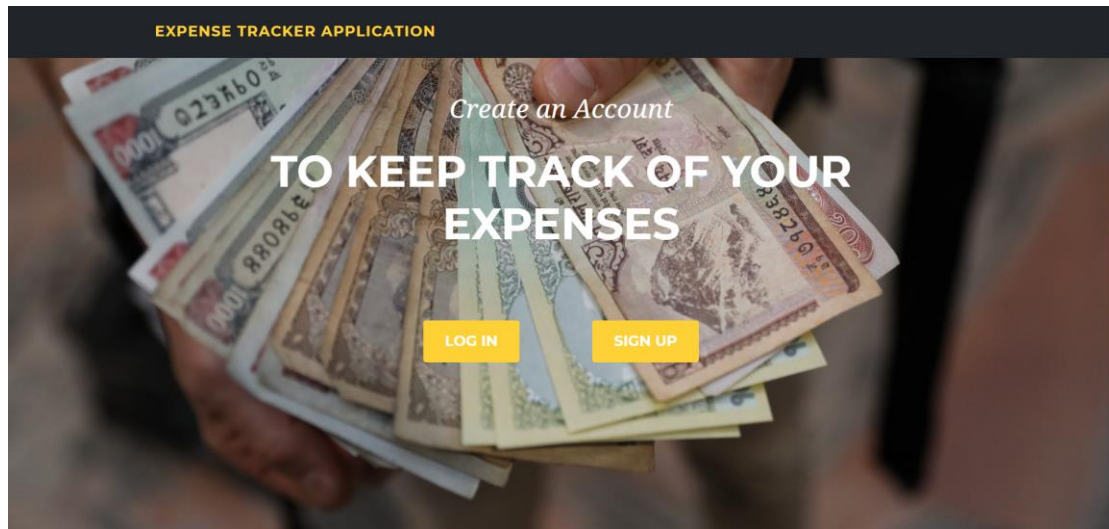 EXPENSE TRACKER APPLICATION
Create an Account
TO KEEP TRACK OF YOUR
EXPENSES
LOG IN
SIGN UP